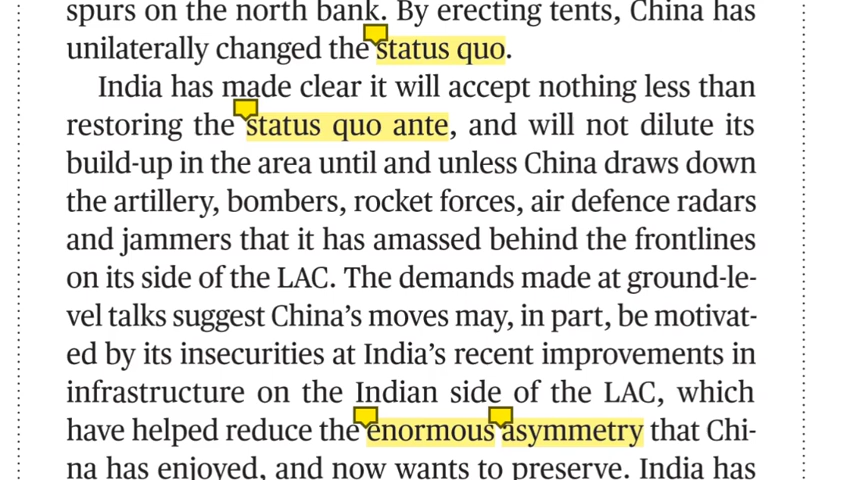 spurs on the north bank. By erecting tents, China has
unilaterally changed the status quo.
India has made clear it will accept nothing less than
restoring the status quo ante, and will not dilute its
build-up in the area until and unless China draws down
the artillery, bombers, rocket forces, air defence radars
and jammers that it has amassed behind the frontlines
on its side of the LAC. The demands made at ground-le-
vel talks suggest China’s moves may, in part, be motivat-
ed by its insecurities at India’s recent improvements in
infrastructure on the Indian side of the LAC, which
have helped reduce the enormous asymmetry that Chi-
na has enjoyed, and now wants to preserve. India has